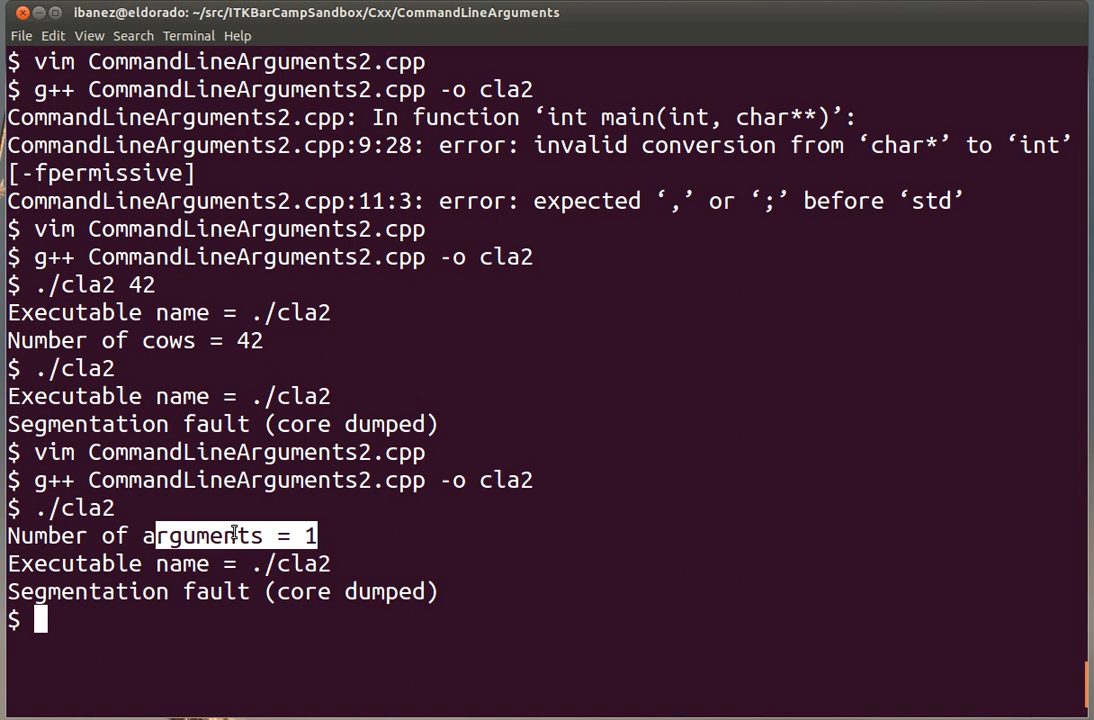 ibanez@eldorado: ~/src/ITKBarCampSandbox/Cxx/CommandLineArguments
File Edit View Search Terminal Help
$ vim CommandLineArguments2.cpp
$ g++ CommandLineArguments2.cpp -o cla2
CommandLineArguments2.cpp: In function ‘int main(int, char**)’:
CommandLineArguments2.cpp:9:28: error: invalid conversion from ‘char*’ to ‘int’
[-fpermissive]
CommandLineArguments2.cpp:11:3: error: expected ‘,’ or ‘;’ before ‘std’
$ vim CommandLineArguments2.cpp
$ g++ CommandLineArguments2.cpp -o cla2
$ ./cla2 42
Executable name = ./cla2
Number of cows = 42
$ ./cla2
Executable name = ./cla2
Segmentation fault (core dumped)
$ vim CommandLineArguments2.cpp
$ g++ CommandLineArguments2.cpp -o cla2
$ ./cla2
Number of arguments = 1
Executable name = ./cla2
Segmentation fault (core dumped)
$